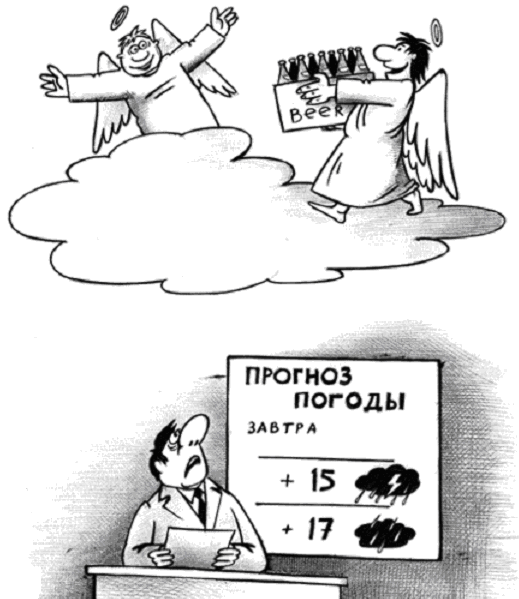 BeeR
ПРОГНОЗ
ПОГОДЫ
ЗАВТРА
+ 15
+ 17